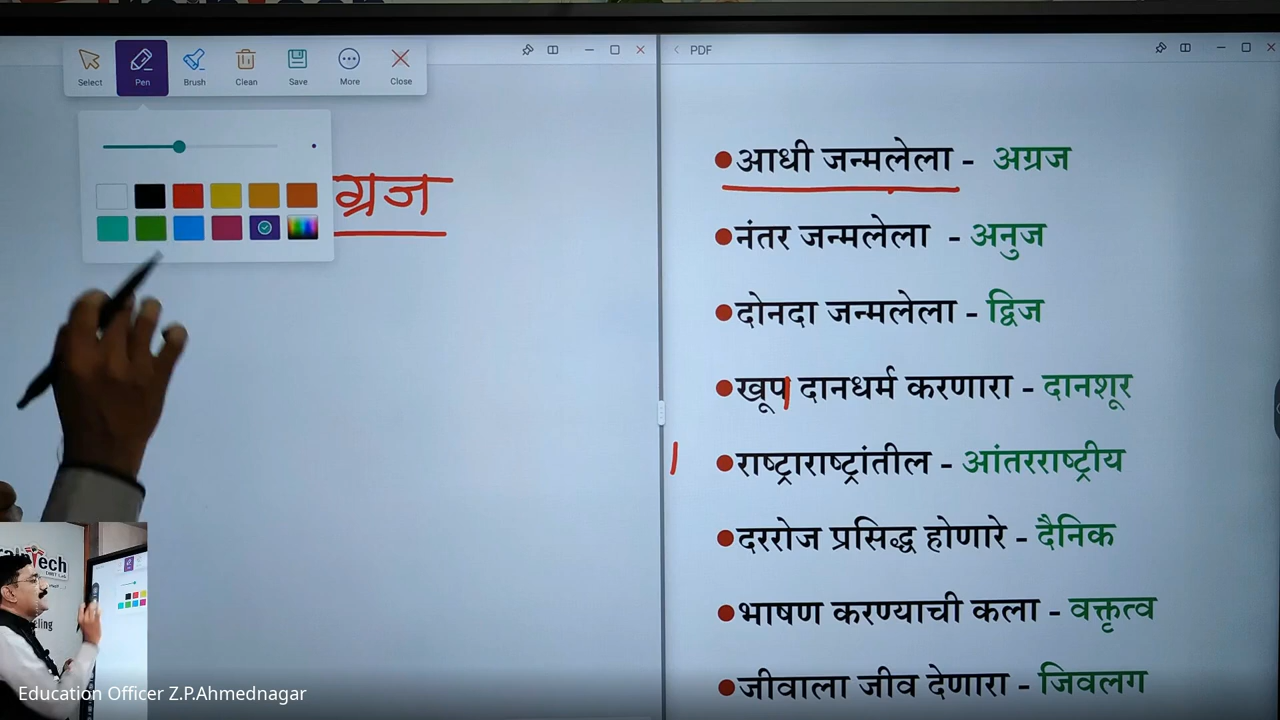 Select Pen Brush Clean Save More Close
PDF
ग्रज
●आधी जन्मलेला - अग्रज
●नंतर जन्मलेला - अनुज
●दोनदा जन्मलेला - द्विज
●खूप दानधर्म करणारा - दानशूर
●राष्ट्राराष्ट्रांतील - आंतरराष्ट्रीय
●दररोज प्रसिद्ध होणारे - दैनिक
●भाषण करण्याची कला - वक्तृत्व
●जीवाला जीव देणारा - जिवलग
Education Officer Z.P.Ahmednagar